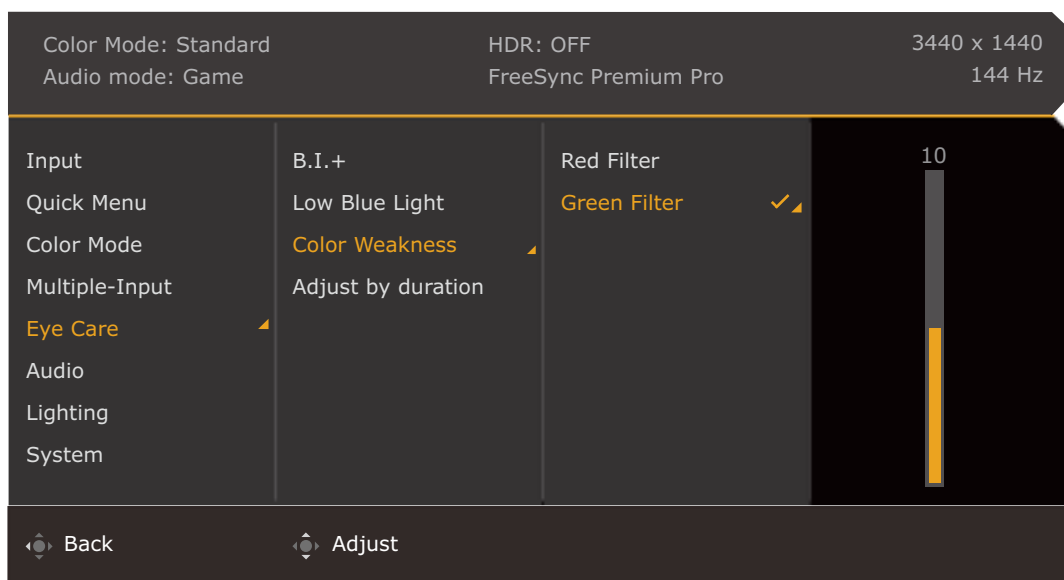 Color Mode: Standard
HDR: OFF
3440 x 1440
Audio mode: Game
FreeSync Premium Pro
144 Hz
Input
Quick Menu
Color Mode
Multiple-Input
Eye Care
Audio
Lighting
System
B.I.+
Low Blue Light
Color Weakness
Adjust by duration
Red Filter
Green Filter
10
Back
Adjust